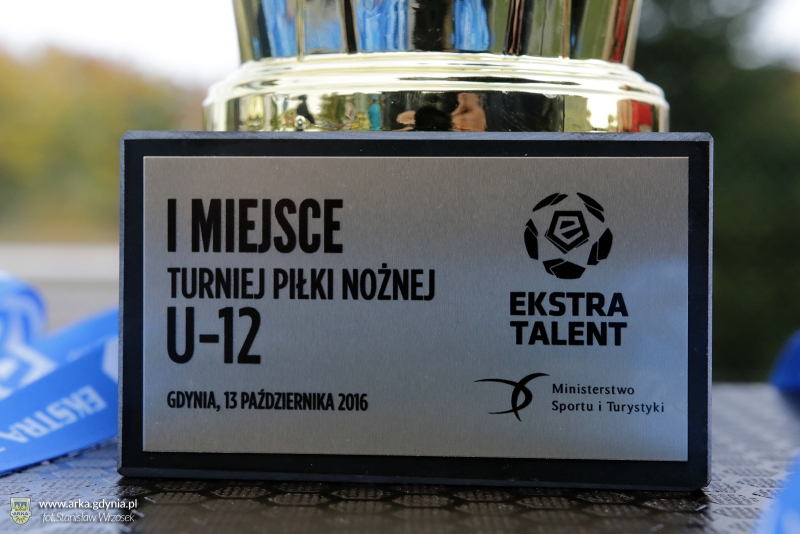 I MIEJSCE
TURNIEJ PIŁKI NOŻNEJ
U-12
GDYNIA, 13 PAŹDZIERNIKA 2016
EKSTRA
TALENT
Ministerstwo
Sportu i Turystyki
EKSTRA
www.arka.gdynia.pl
fot.Stanisław Wrzosek